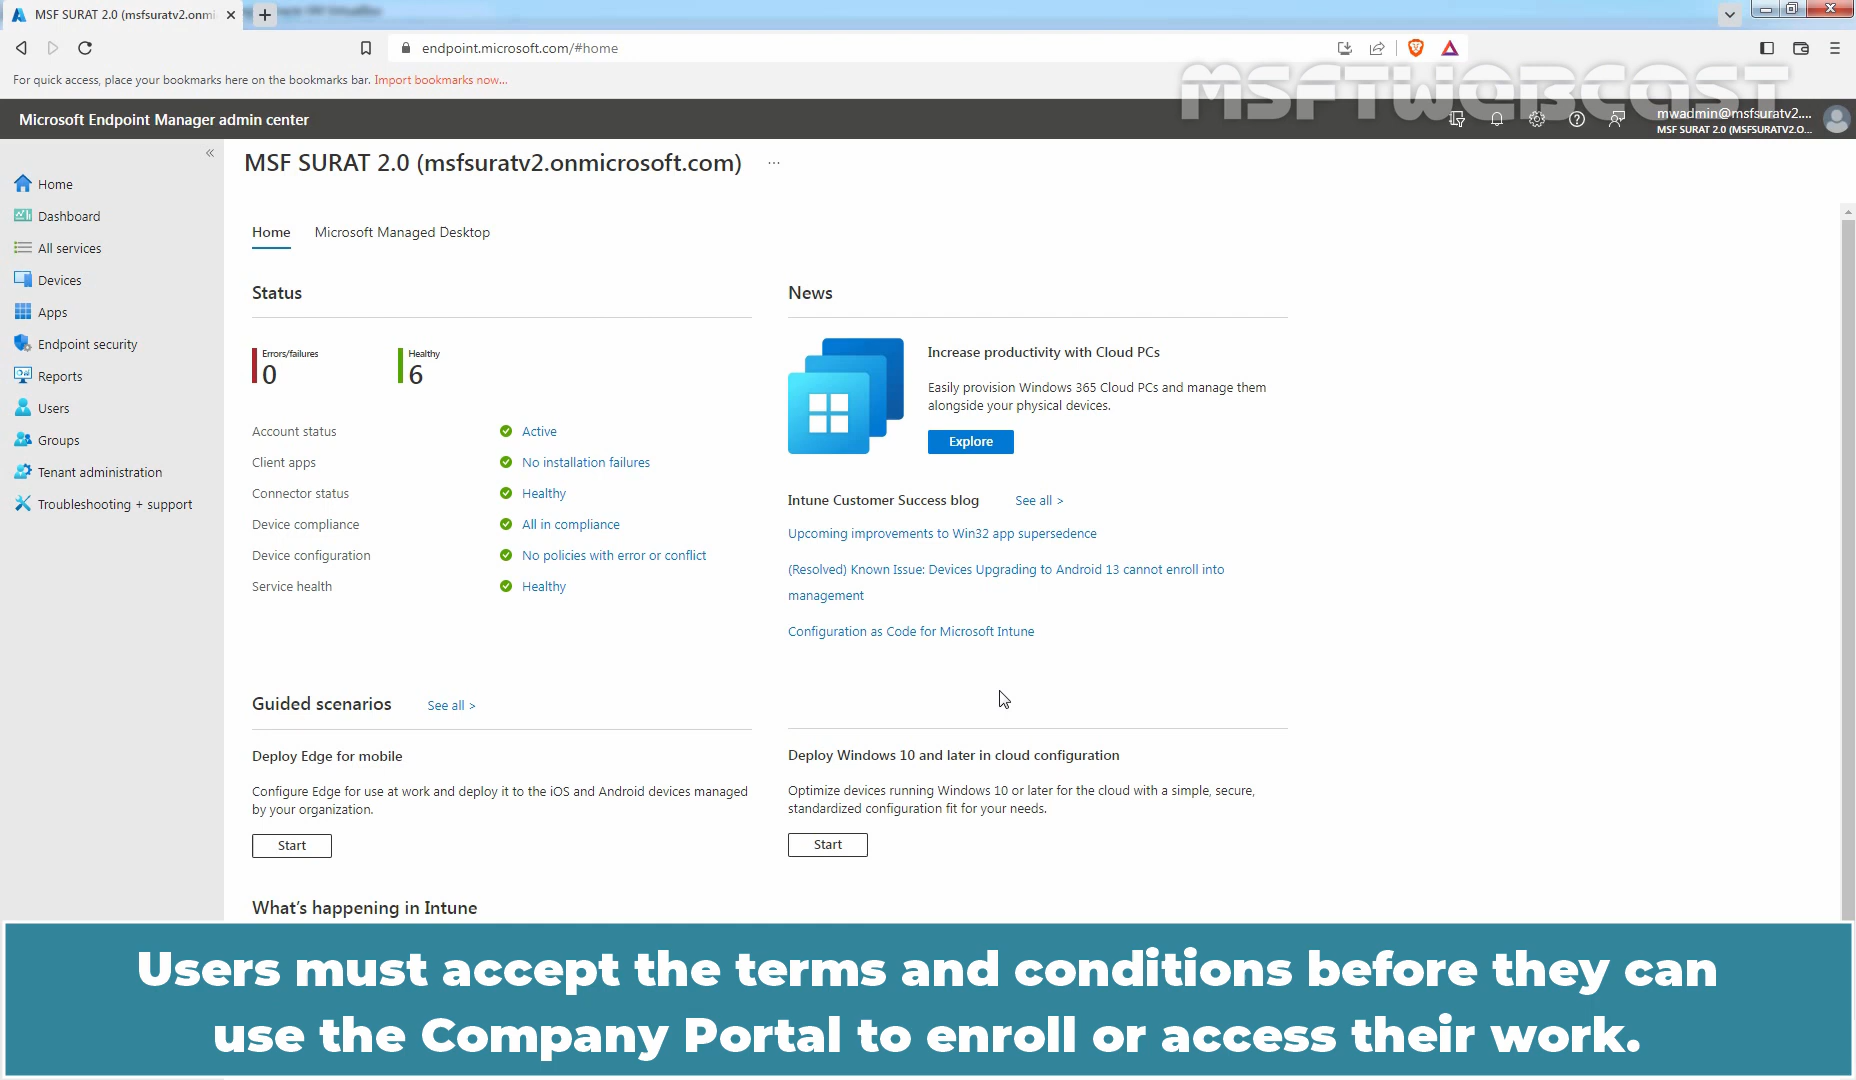 MSF SURAT 2.0 (msfsuratv2.onmi
endpoint.microsoft.com/#home
For quick access, place your bookmarks here on the bookmarks bar. Import bookmarks now...
MSFTWEBCAST
Microsoft Endpoint Manager admin center
mwadmin@msfsuratv2....
MSF SURAT 2.0 (MSFSURATV2.O...
MSF SURAT 2.0 (msfsuratv2.onmicrosoft.com) ...
Home
Dashboard
All services
Devices
Apps
Endpoint security
Reports
Users
Groups
Tenant administration
Troubleshooting + support
Home Microsoft Managed Desktop
Status
Errors/failures
0
Healthy
6
Account status Active
Client apps No installation failures
Connector status Healthy
Device compliance All in compliance
Device configuration No policies with error or conflict
Service health Healthy
News
Increase productivity with Cloud PCs
Easily provision Windows 365 Cloud PCs and manage them
alongside your physical devices.
Explore
Intune Customer Success blog See all >
Upcoming improvements to Win32 app supersedence
(Resolved) Known Issue: Devices Upgrading to Android 13 cannot enroll into
management
Configuration as Code for Microsoft Intune
Guided scenarios See all >
Deploy Edge for mobile
Configure Edge for use at work and deploy it to the iOS and Android devices managed
by your organization.
Start
Deploy Windows 10 and later in cloud configuration
Optimize devices running Windows 10 or later for the cloud with a simple, secure,
standardized configuration fit for your needs.
Start
What's happening in Intune
Users must accept the terms and conditions before they can
use the Company Portal to enroll or access their work.